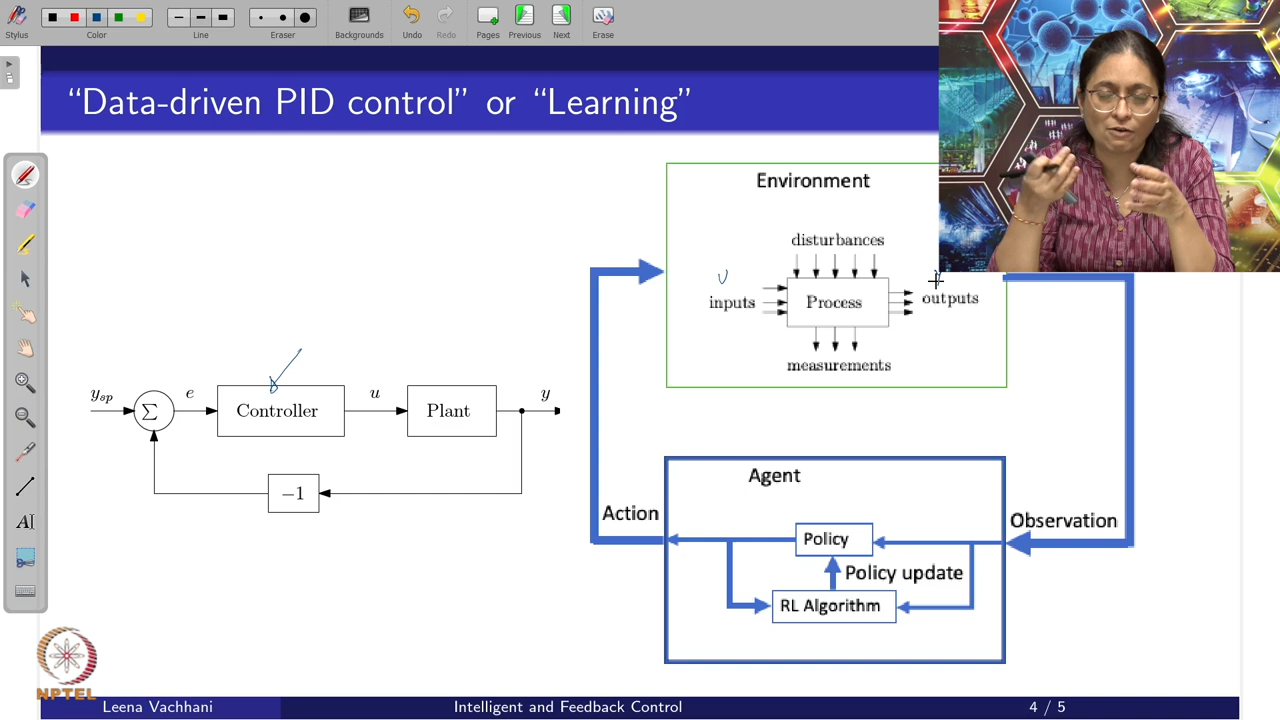 Stylus
Color
Line
Eraser
Backgrounds
Undo
Redo
Pages
Previous
Next
Erase
“Data-driven PID control” or “Learning”
Environment
disturbances
U
inputs
Process
outputs
measurements
y_sp
e
Σ
Controller
u
Plant
y
−1
Agent
Action
Observation
Policy
Policy update
RL Algorithm
NPTEL
Leena Vachhani
Intelligent and Feedback Control
4 / 5